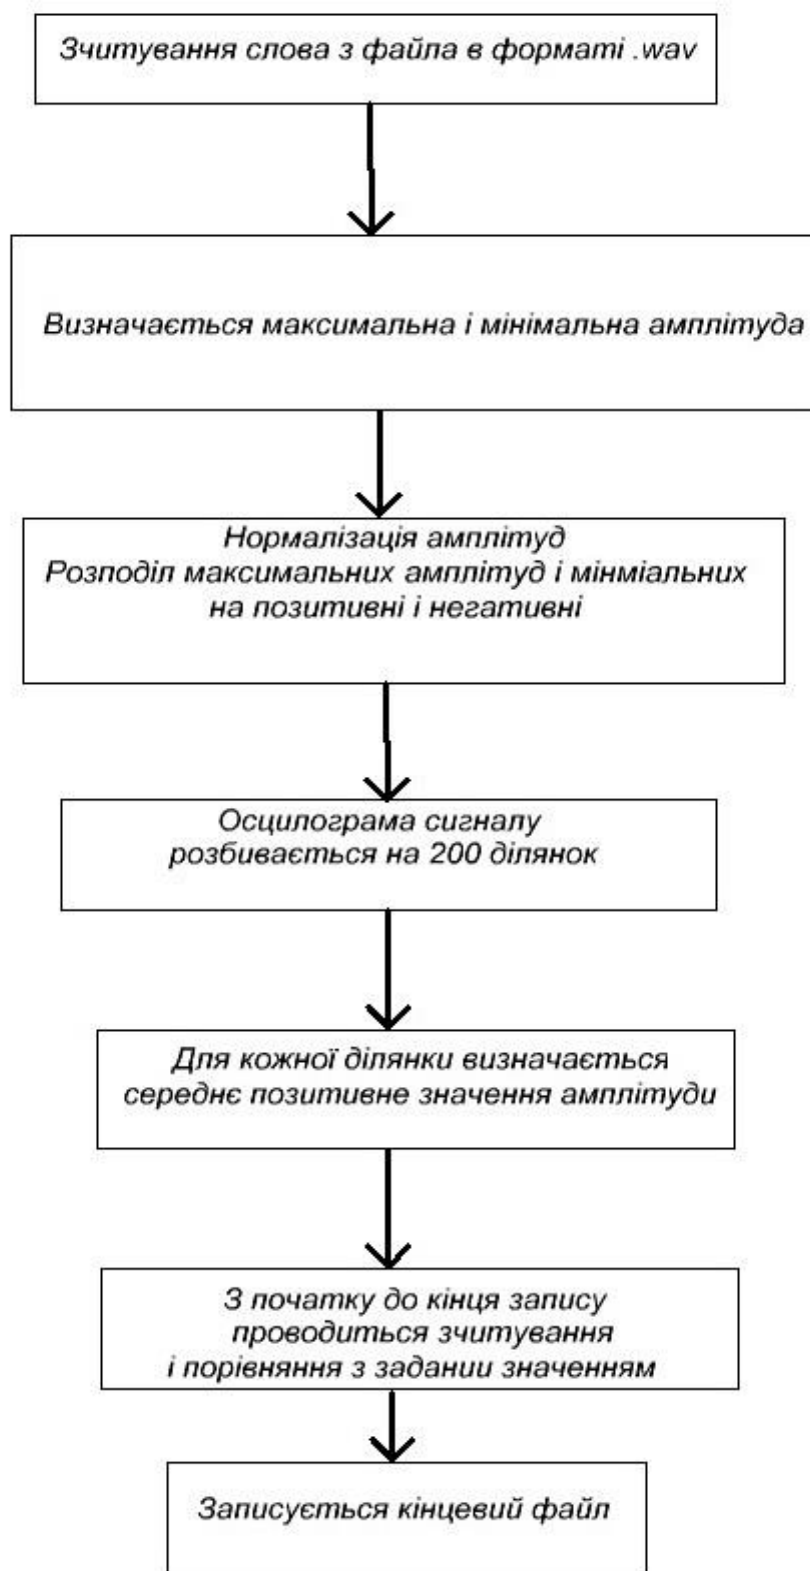 Зчитування слова з файла в форматі .wav
Визначається максимальна і мінімальна амплітуда
Нормалізація амплітуд
Розподіл максимальних амплітуд і мінміальних
на позитивні і негативні
Осцилограма сигналу
розбивається на 200 ділянок
Для кожної ділянки визначається
середнє позитивне значення амплітуди
З початку до кінця запису
проводиться зчитування
і порівняння з задании значенням
Записується кінцевий файл